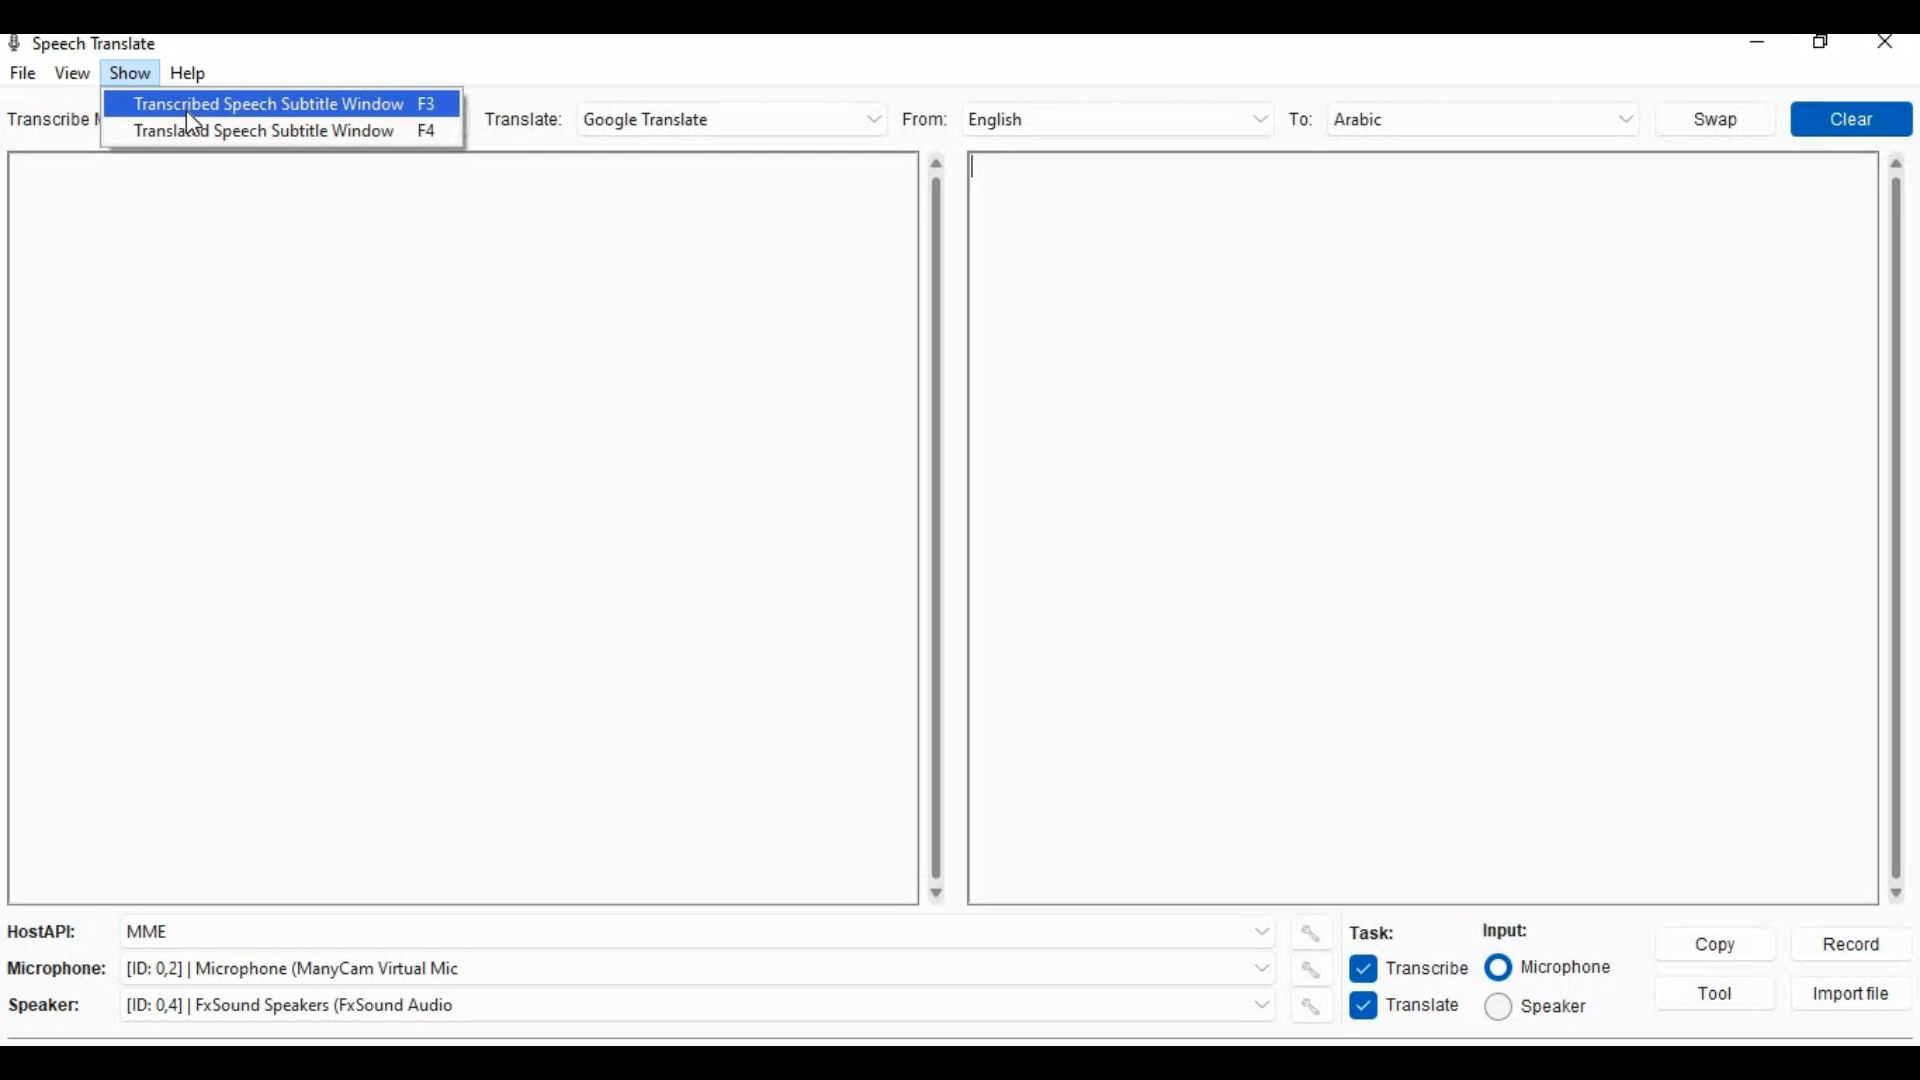 Speech Translate
File View Show Help
Transcribed Speech Subtitle Window F3
Translated Speech Subtitle Window F4
Transcribe
Translate: Google Translate From: English To: Arabic Swap Clear
HostAPI: MME
Microphone: [ID: 0,2] | Microphone (ManyCam Virtual Mic
Speaker: [ID: 0,4] | FxSound Speakers (FxSound Audio
Task:
Transcribe
Translate
Input:
Microphone
Speaker
Copy Record
Tool Import file